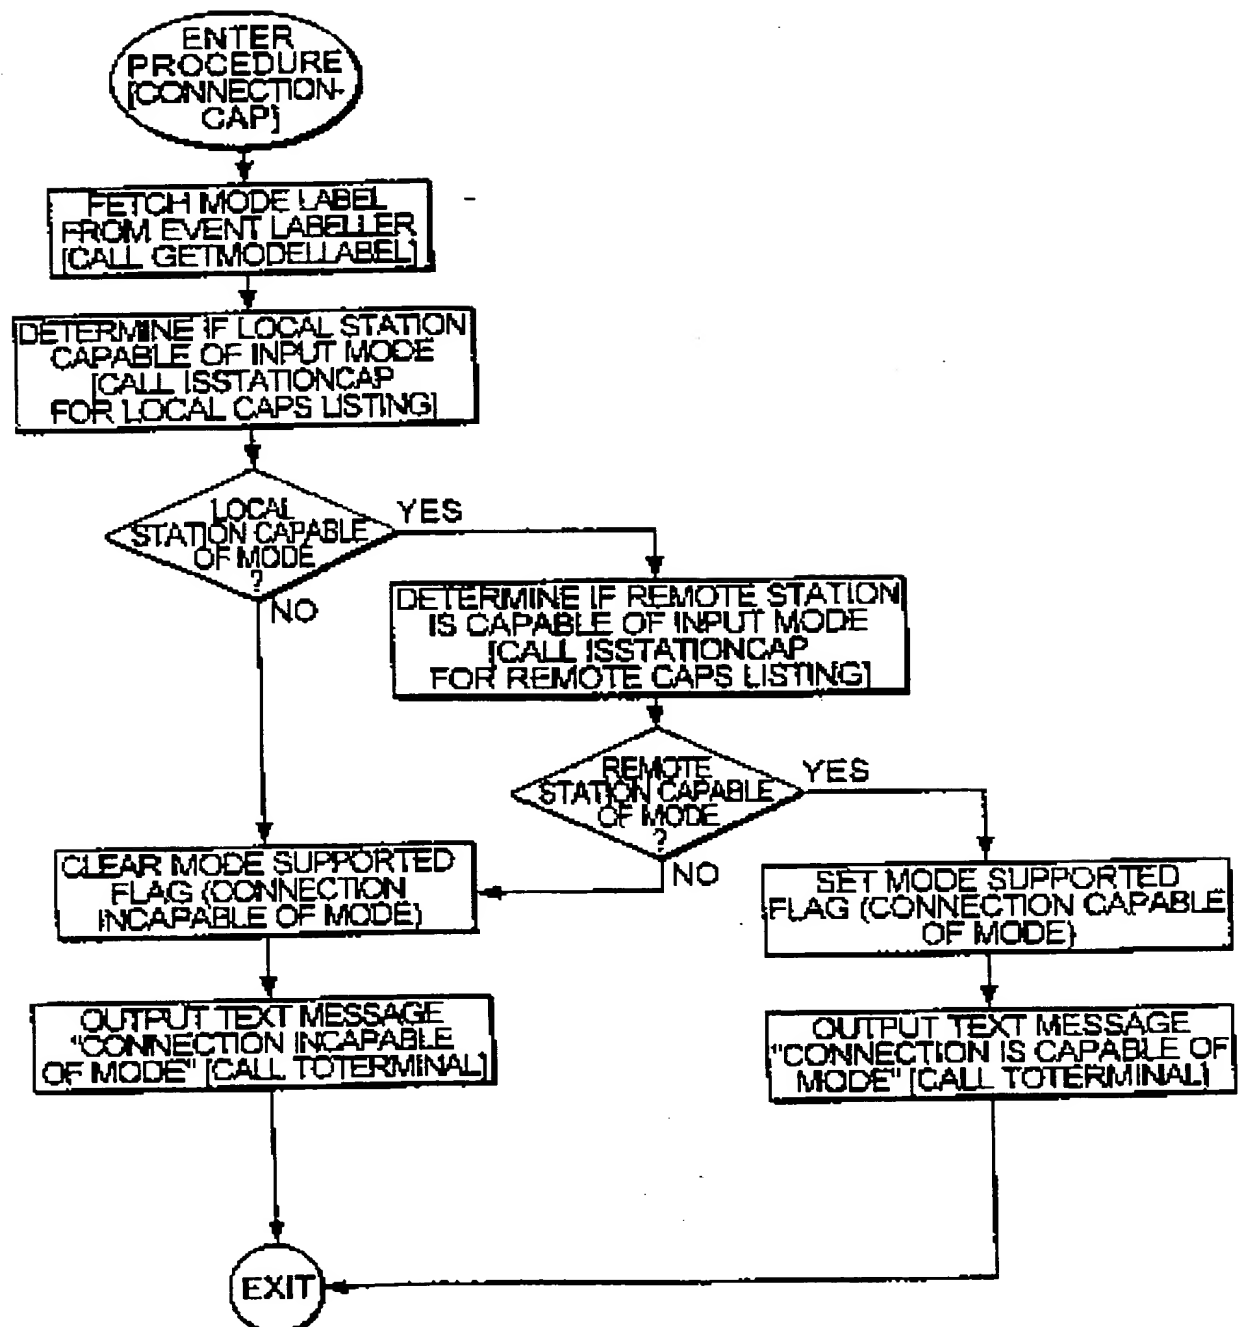 ENTER
PROCEDURE
[CONNECTION-
CAP]
FETCH MODE LABEL
FROM EVENT LABELLER
[CALL GETMODELLABEL]
DETERMINE IF LOCAL STATION
CAPABLE OF INPUT MODE
[CALL ISSTATIONCAP
FOR LOCAL CAPS LISTING]
LOCAL
STATION CAPABLE
OF MODE
?
YES
NO
DETERMINE IF REMOTE STATION
IS CAPABLE OF INPUT MODE
[CALL ISSTATIONCAP
FOR REMOTE CAPS LISTING]
REMOTE
STATION CAPABLE
OF MODE
?
YES
NO
CLEAR MODE SUPPORTED
FLAG (CONNECTION
INCAPABLE OF MODE)
SET MODE SUPPORTED
FLAG (CONNECTION CAPABLE
OF MODE)
OUTPUT TEXT MESSAGE
"CONNECTION INCAPABLE
OF MODE" [CALL TOTERMINAL]
OUTPUT TEXT MESSAGE
"CONNECTION IS CAPABLE OF
MODE" [CALL TOTERMINAL]
EXIT